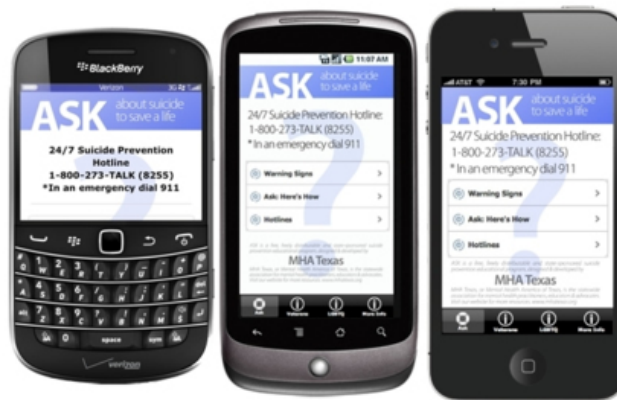 BlackBerry
Verizon 3G
ASK about suicide
to save a life
24/7 Suicide Prevention
Hotline
1-800-273-TALK (8255)
*In an emergency dial 911
verizon
11:07 AM
ASK about suicide
to save a life
24/7 Suicide Prevention Hotline:
1-800-273-TALK (8255)
*In an emergency dial 911
Warning Signs
Ask: Here's How
Hotlines
MHA Texas
Ask Veterans LGBTQ More Info
AT&T 7:30 PM
ASK about suicide
to save a life
24/7 Suicide Prevention Hotline:
1-800-273-TALK (8255)
*In an emergency dial 911
Warning Signs
Ask: Here's How
Hotlines
MHA Texas
Ask Veterans LGBTQ More Info